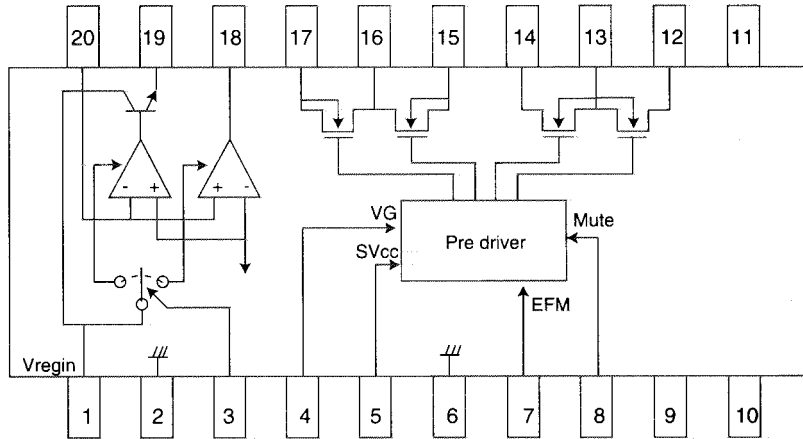 20 19 18 17 16 15 14 13 12 11
- + + -
VG
Mute
Pre driver
SVcc
EFM
Vregin
1 2 3 4 5 6 7 8 9 10